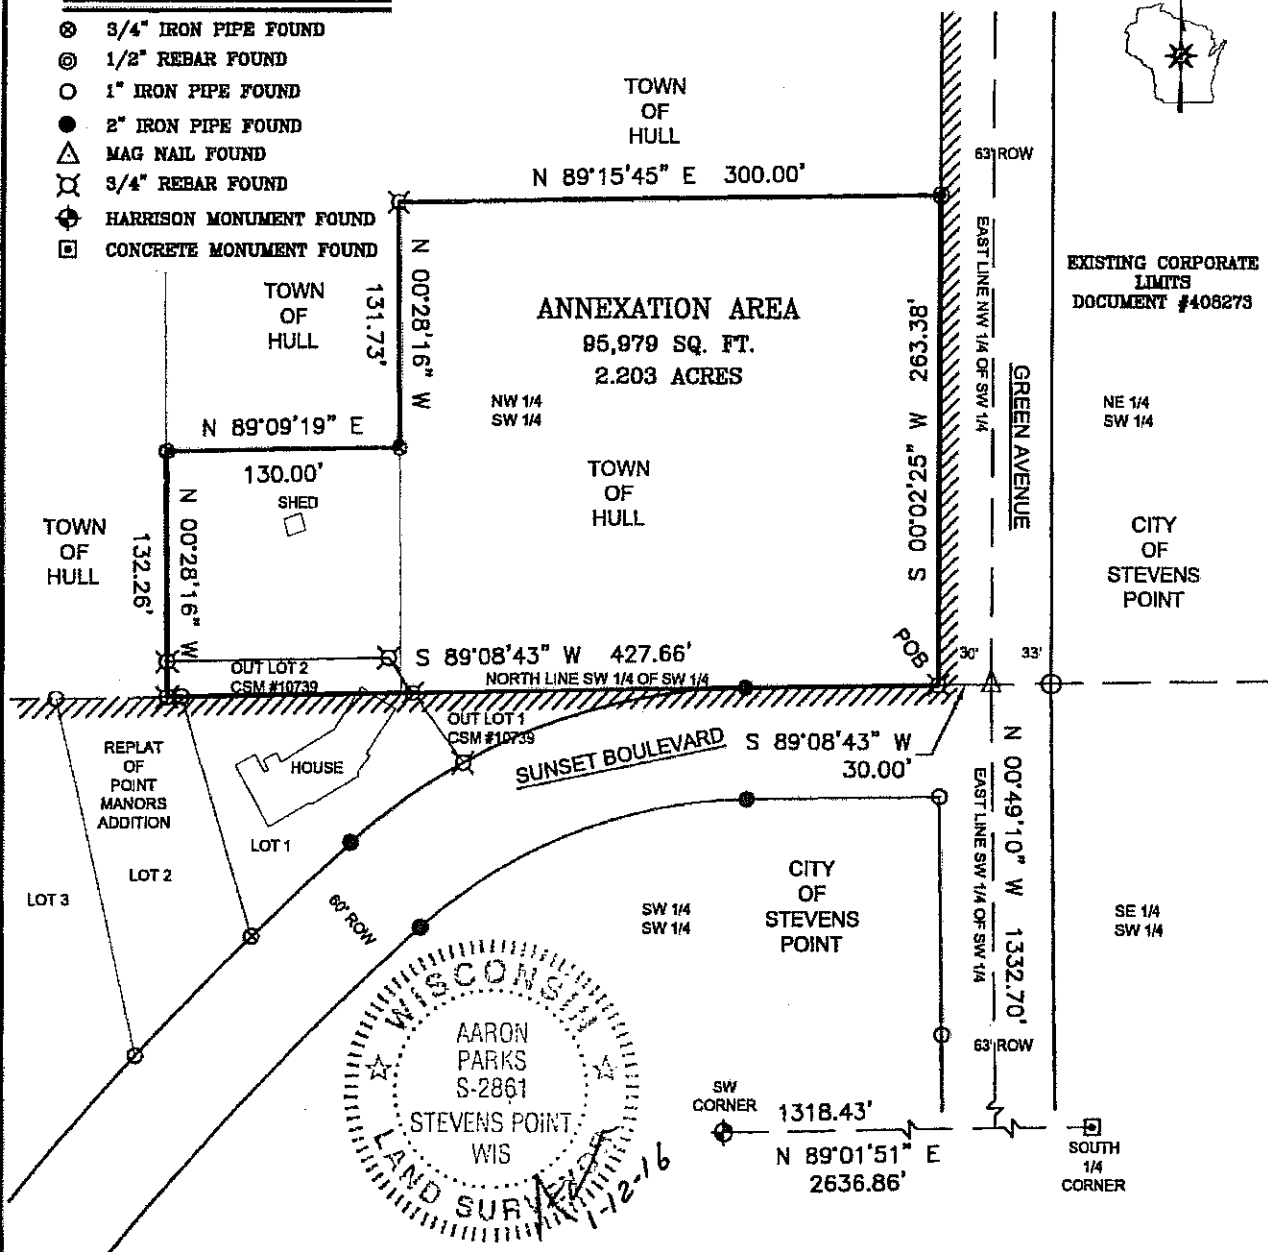 3/4" IRON PIPE FOUND
1/2" REBAR FOUND
1" IRON PIPE FOUND
2" IRON PIPE FOUND
MAG NAIL FOUND
3/4" REBAR FOUND
HARRISON MONUMENT FOUND
CONCRETE MONUMENT FOUND
TOWN
OF
HULL
N 89°15'45" E 300.00'
63' ROW
EAST LINE NW 1/4 OF SW 1/4
EXISTING CORPORATE
LIMITS
DOCUMENT #408273
TOWN
OF
HULL
N 00°28'16" W
131.73'
ANNEXATION AREA
95,979 SQ. FT.
2.203 ACRES
S 00°02'25" W 263.38'
GREEN AVENUE
NW 1/4
SW 1/4
NE 1/4
SW 1/4
N 89°09'19" E
130.00'
SHED
TOWN
OF
HULL
TOWN
OF
HULL
N 00°28'16" W
132.26'
CITY
OF
STEVENS
POINT
POB
30'
33'
S 89°08'43" W 427.66'
NORTH LINE SW 1/4 OF SW 1/4
OUT LOT 2
CSM #10739
OUT LOT 1
CSM #10739
SUNSET BOULEVARD
S 89°08'43" W
30.00'
REPLAT
OF
POINT
MANORS
ADDITION
HOUSE
LOT 1
LOT 2
LOT 3
60' ROW
N 00°49'10" W 1332.70'
EAST LINE SW 1/4 OF SW 1/4
CITY
OF
STEVENS
POINT
SW 1/4
SW 1/4
SE 1/4
SW 1/4
63' ROW
WISCONSIN
AARON
PARKS
S-2861
STEVENS POINT,
WIS
LAND SURVEYOR
1-12-16
SW
CORNER
1318.43'
N 89°01'51" E
2636.86'
SOUTH
1/4
CORNER